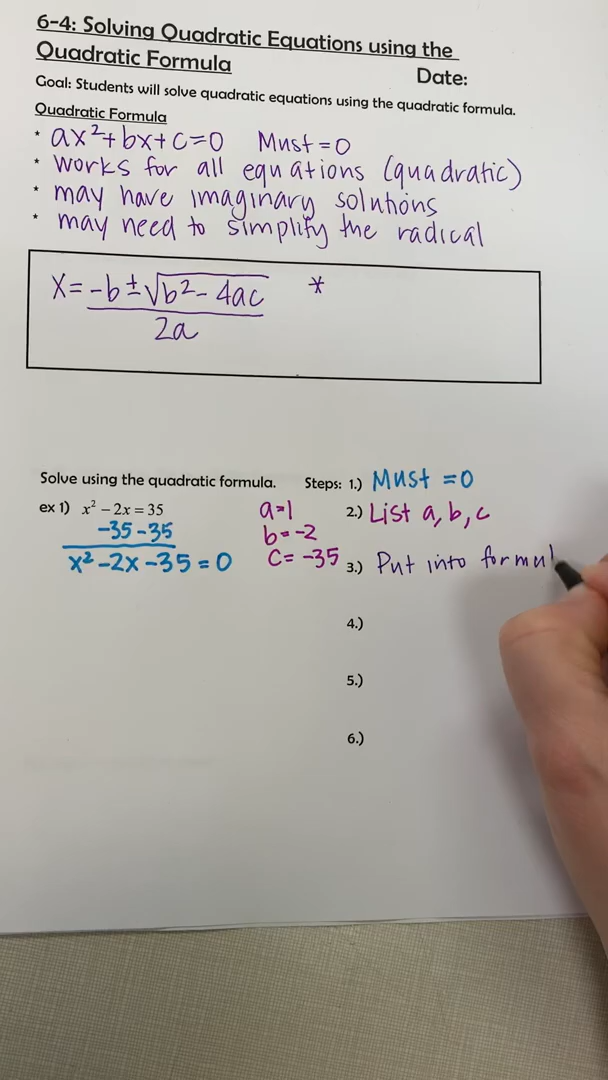 6-4: Solving Quadratic Equations using the
Quadratic Formula Date:
Goal: Students will solve quadratic equations using the quadratic formula.
Quadratic Formula
* ax²+bx+c=0 Must=0
* works for all equations (quadratic)
* may have imaginary solutions
* may need to simplify the radical
x= -b±√b²-4ac *
2a
Solve using the quadratic formula. Steps: 1.) Must =0
ex 1) x² – 2x = 35 a=1 2.) List a, b, c
-35 -35 b=-2
x²-2x-35=0 c= -35 3.) Put into formul
4.)
5.)
6.)